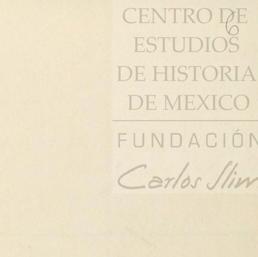 CENTRO DE
ESTUDIOS
DE HISTORIA
DE MEXICO
FUNDACIÓN
Carlos Slim